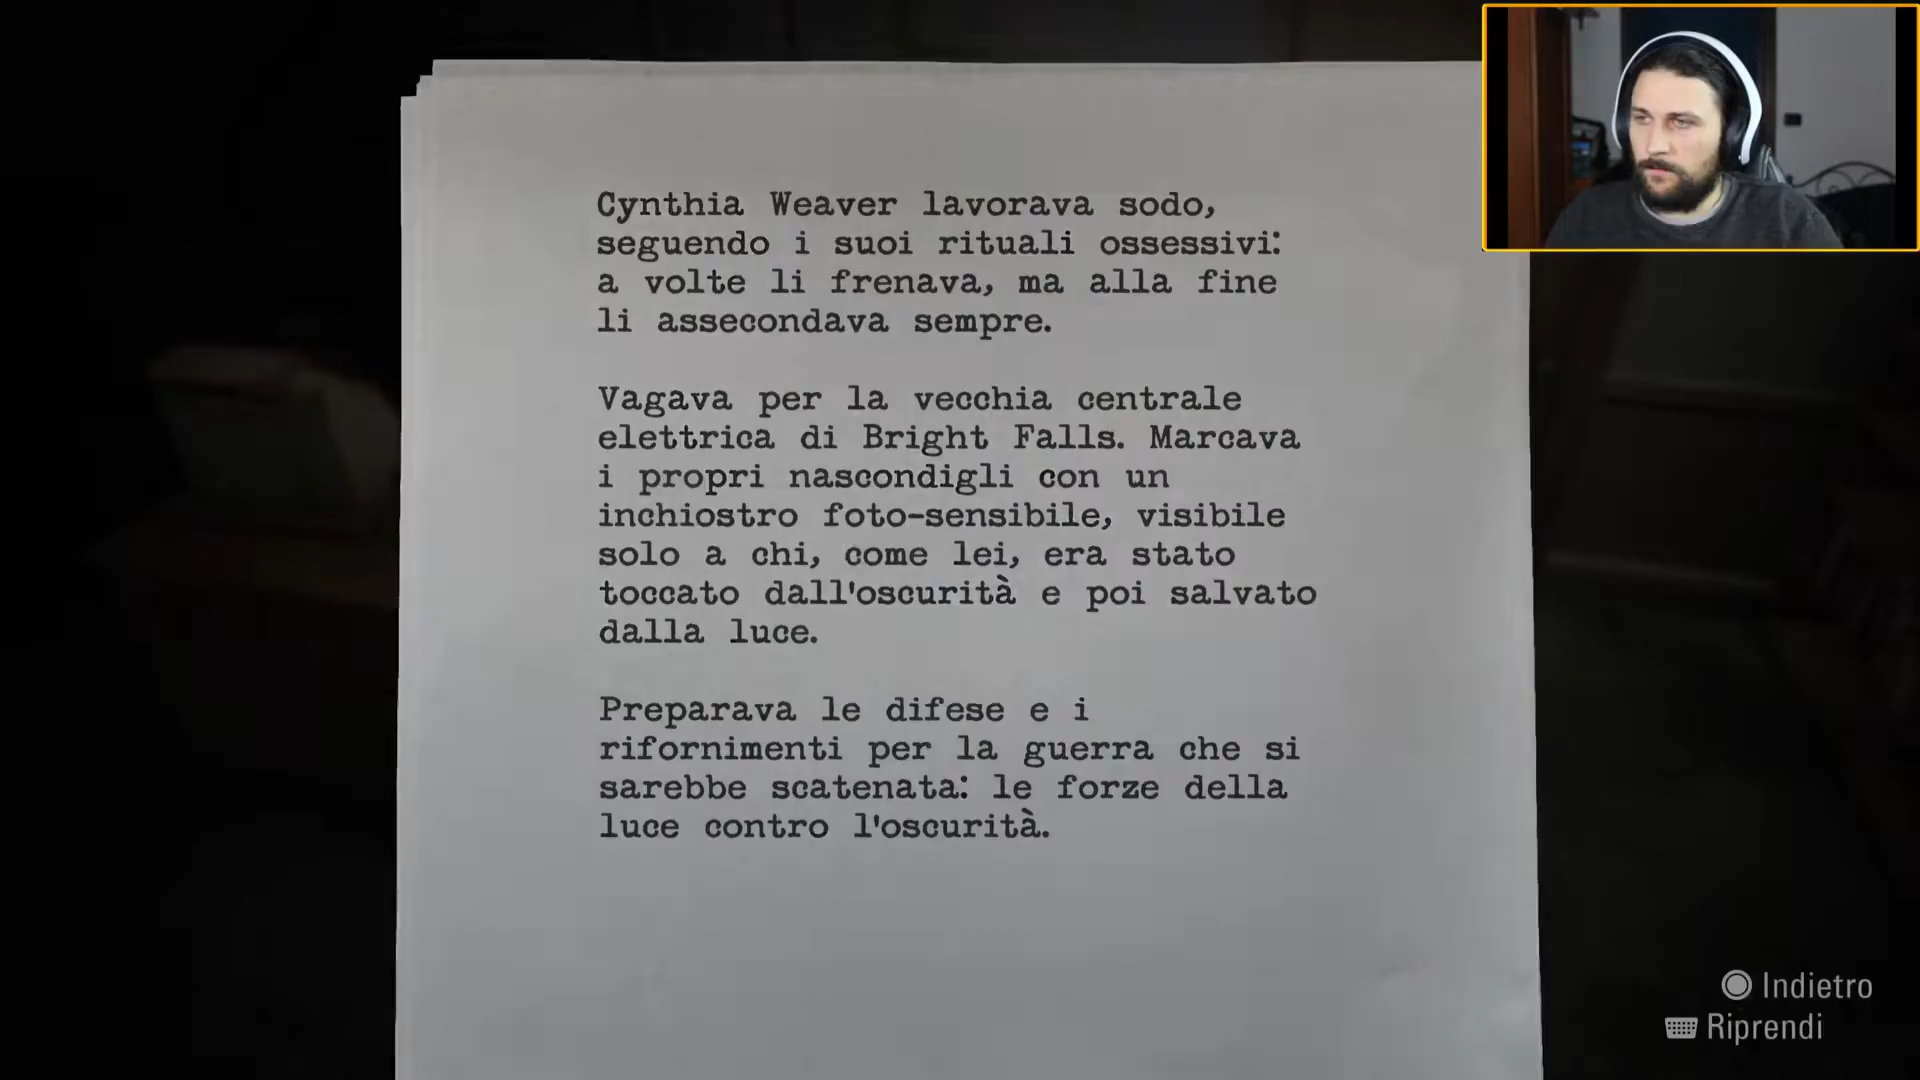 Cynthia Weaver lavorava sodo,
seguendo i suoi rituali ossessivi:
a volte li frenava, ma alla fine
li assecondava sempre.
Vagava per la vecchia centrale
elettrica di Bright Falls. Marcava
i propri nascondigli con un
inchiostro foto-sensibile, visibile
solo a chi, come lei, era stato
toccato dall'oscurità e poi salvato
dalla luce.
Preparava le difese e i
rifornimenti per la guerra che si
sarebbe scatenata: le forze della
luce contro l'oscurità.
Indietro
Riprendi